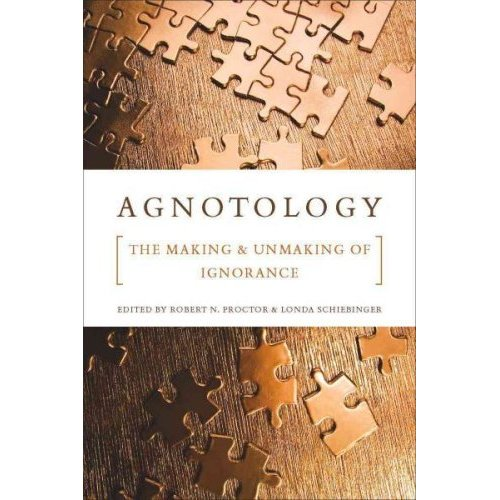 AGNOTOLOGY
THE MAKING & UNMAKING OF
IGNORANCE
EDITED BY ROBERT N. PROCTOR & LONDA SCHIEBINGER